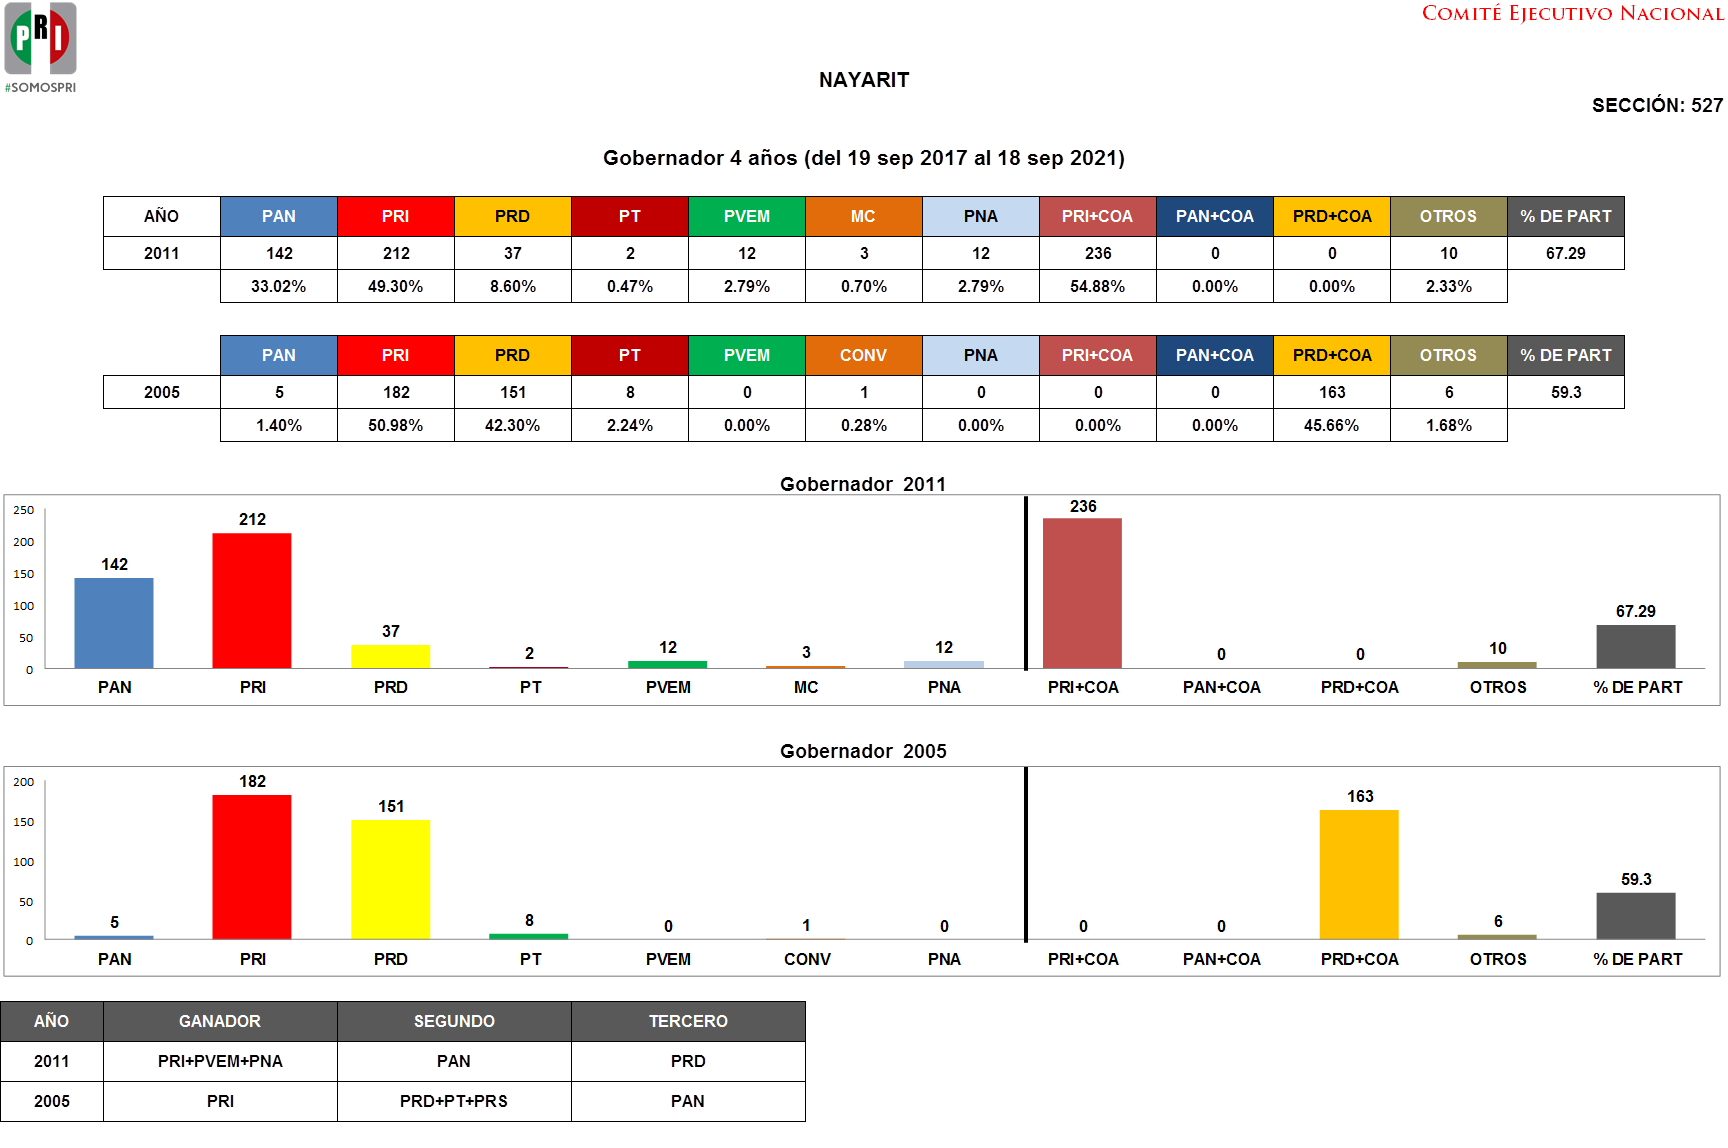 PRI
#SOMOSPRI
COMITÉ EJECUTIVO NACIONAL
NAYARIT
SECCIÓN: 527
Gobernador 4 años (del 19 sep 2017 al 18 sep 2021)
AÑO PAN PRI PRD PT PVEM MC PNA PRI+COA PAN+COA PRD+COA OTROS % DE PART
2011 142 212 37 2 12 3 12 236 0 0 10 67.29
33.02% 49.30% 8.60% 0.47% 2.79% 0.70% 2.79% 54.88% 0.00% 0.00% 2.33%
PAN PRI PRD PT PVEM CONV PNA PRI+COA PAN+COA PRD+COA OTROS % DE PART
2005 5 182 151 8 0 1 0 0 0 163 6 59.3
1.40% 50.98% 42.30% 2.24% 0.00% 0.28% 0.00% 0.00% 0.00% 45.66% 1.68%
Gobernador 2011
250
200
150
100
50
0
142 212 37 2 12 3 12 236 0 0 10 67.29
PAN PRI PRD PT PVEM MC PNA PRI+COA PAN+COA PRD+COA OTROS % DE PART
Gobernador 2005
200
150
100
50
0
5 182 151 8 0 1 0 0 0 163 6 59.3
PAN PRI PRD PT PVEM CONV PNA PRI+COA PAN+COA PRD+COA OTROS % DE PART
AÑO GANADOR SEGUNDO TERCERO
2011 PRI+PVEM+PNA PAN PRD
2005 PRI PRD+PT+PRS PAN